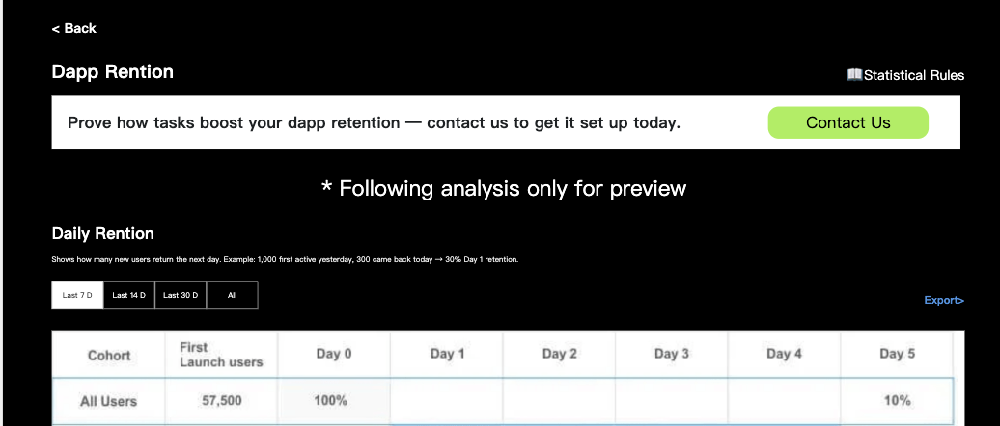 < Back
Dapp Rention
📖Statistical Rules
Prove how tasks boost your dapp retention — contact us to get it set up today.
Contact Us
* Following analysis only for preview
Daily Rention
Shows how many new users return the next day. Example: 1,000 first active yesterday, 300 came back today → 30% Day 1 retention.
Last 7 D Last 14 D Last 30 D All
Export>
Cohort First Launch users Day 0 Day 1 Day 2 Day 3 Day 4 Day 5
All Users 57,500 100% 10%